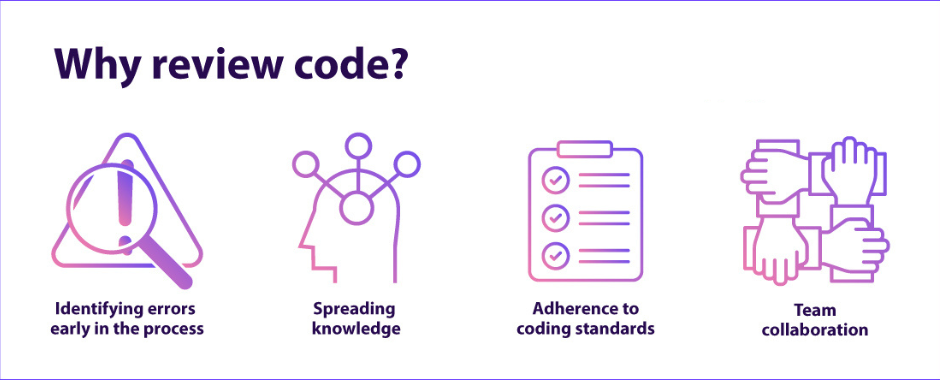 Why review code?
Identifying errors
early in the process
Spreading
knowledge
Adherence to
coding standards
Team
collaboration